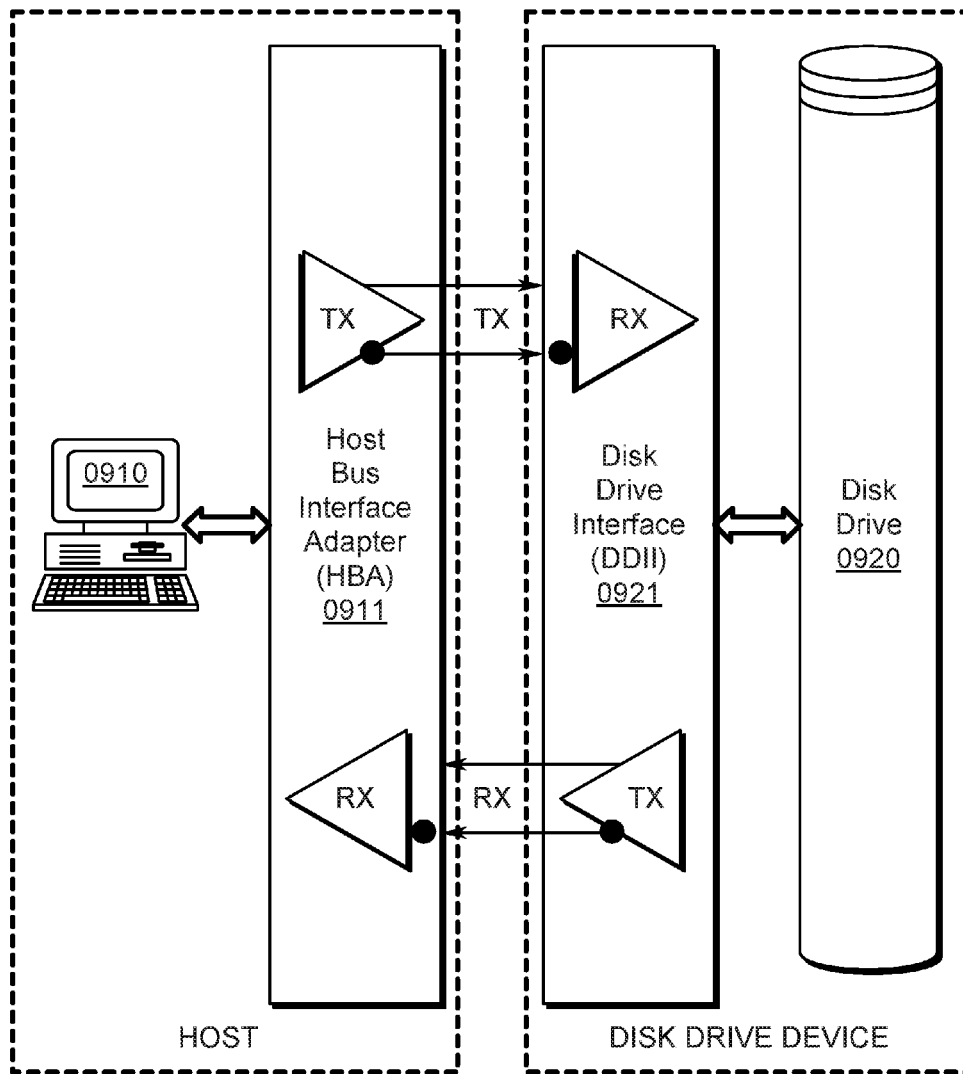 TX
TX
RX
0910
Host
Bus
Interface
Adapter
(HBA)
0911
Disk
Drive
Interface
(DDII)
0921
Disk
Drive
0920
RX
RX
TX
HOST
DISK DRIVE DEVICE